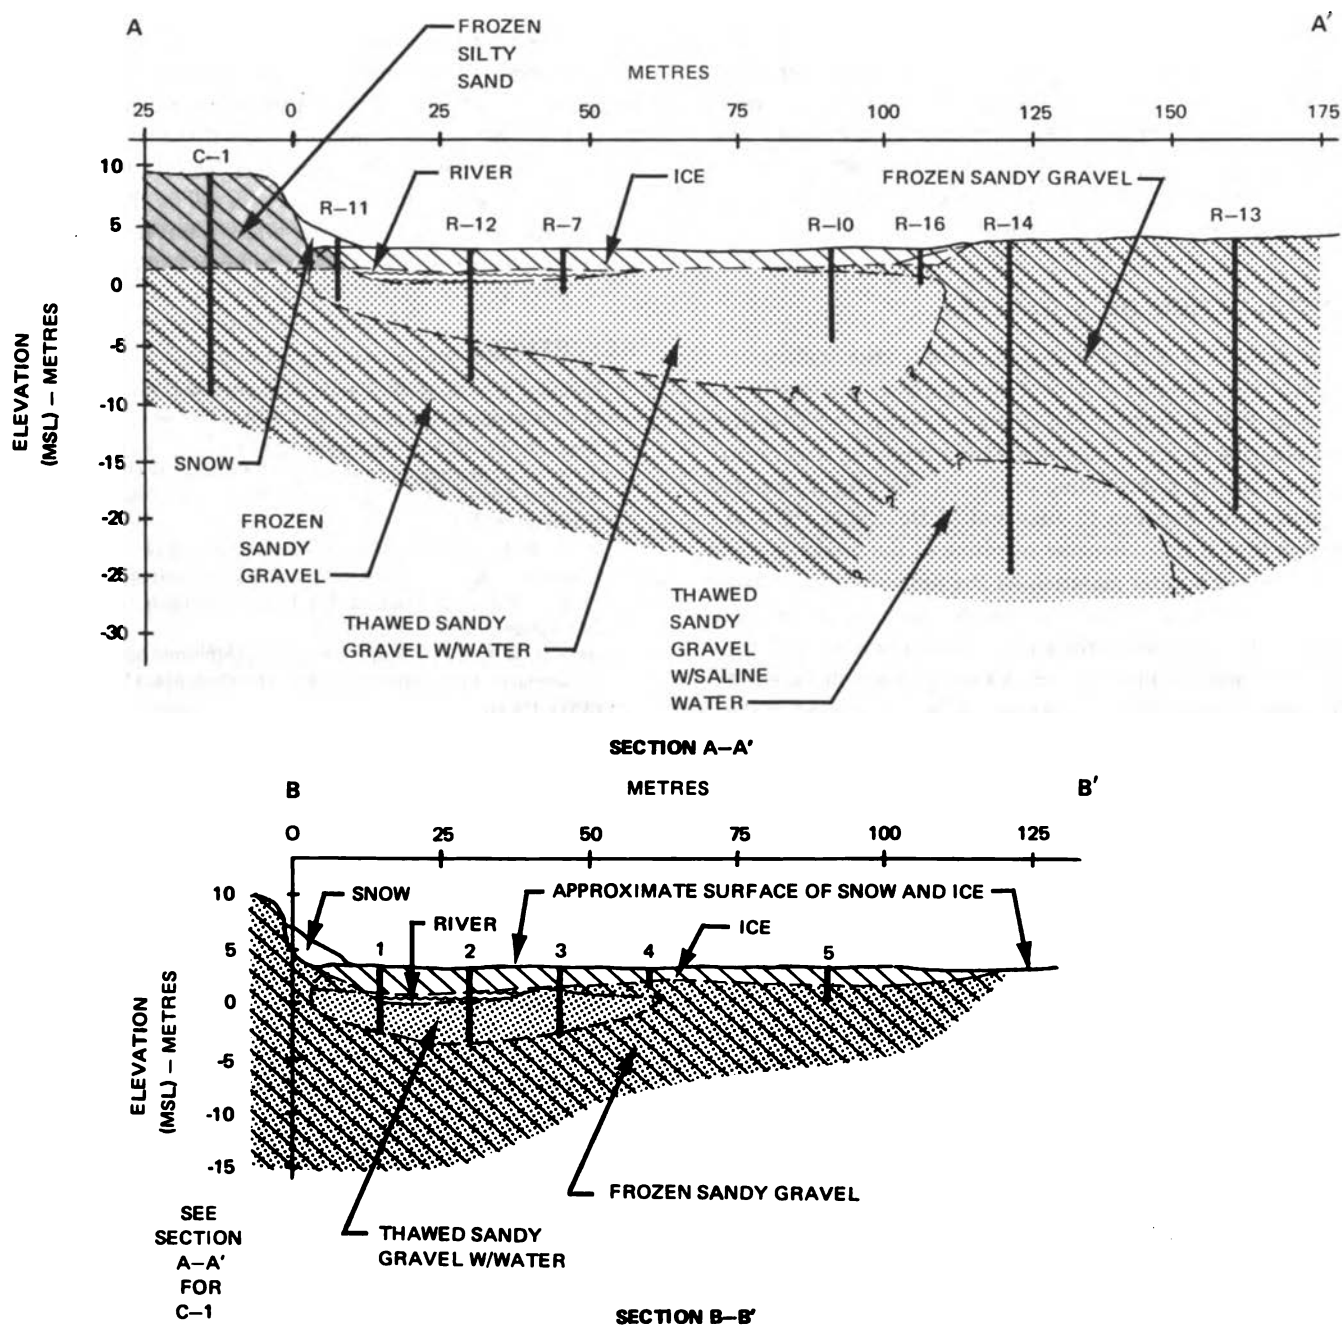 A
A'
FROZEN
SILTY
SAND
METRES
25 0 25 50 75 100 125 150 175
10
5
0
-5
-10
-15
-20
-25
-30
ELEVATION
(MSL) – METRES
C–1
R–11
R–12
R–7
R–10
R–16
R–14
R–13
RIVER
ICE
FROZEN SANDY GRAVEL
SNOW
FROZEN
SANDY
GRAVEL
THAWED SANDY
GRAVEL W/WATER
THAWED
SANDY
GRAVEL
W/SALINE
WATER
SECTION A–A'
B
METRES
B'
0 25 50 75 100 125
10
5
0
-5
-10
-15
ELEVATION
(MSL) – METRES
SNOW
RIVER
APPROXIMATE SURFACE OF SNOW AND ICE
ICE
1 2 3 4 5
FROZEN SANDY GRAVEL
THAWED SANDY
GRAVEL W/WATER
SEE
SECTION
A–A'
FOR
C–1
SECTION B–B'